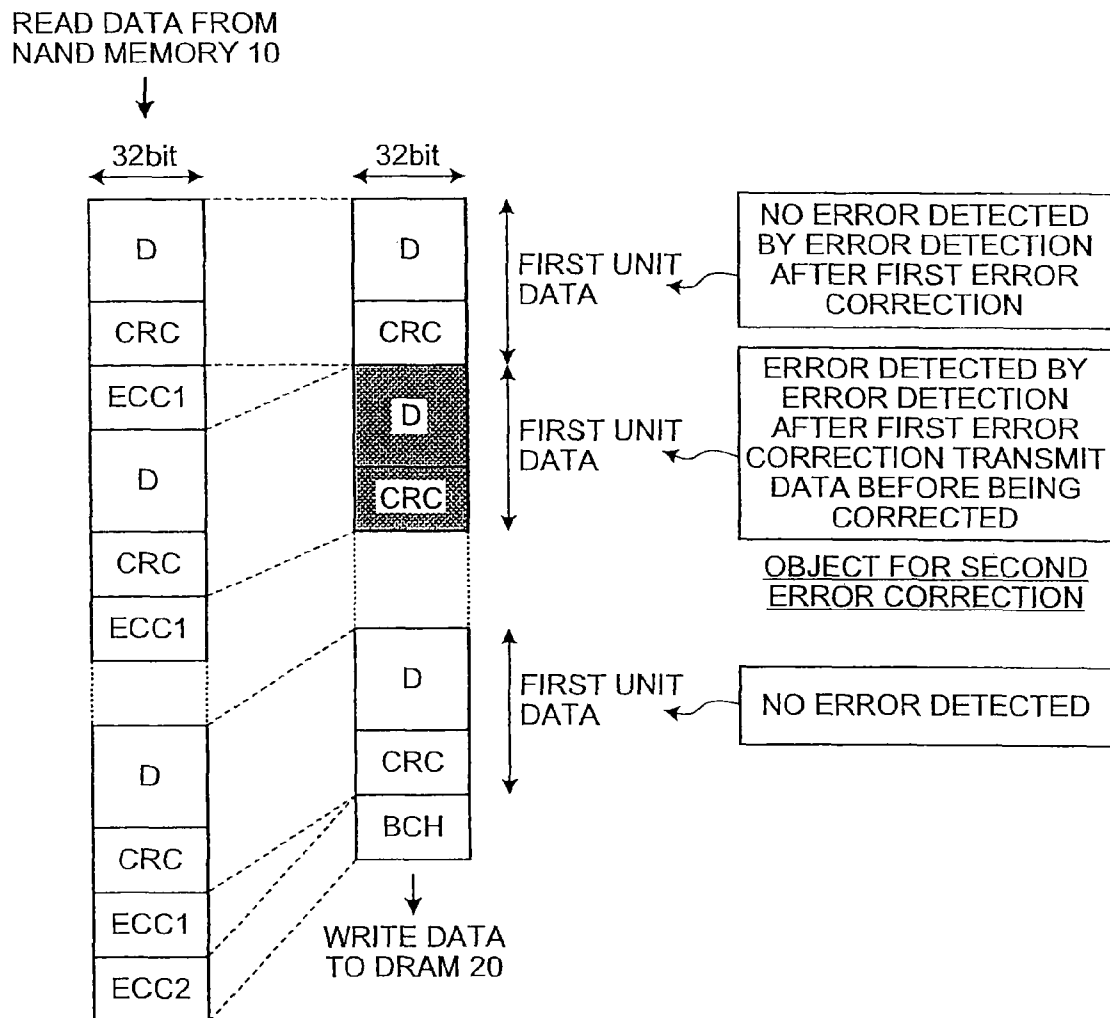 READ DATA FROM
NAND MEMORY 10
32bit
32bit
D
CRC
ECC1
D
CRC
ECC1
D
CRC
ECC1
ECC2
D
CRC
D
CRC
D
CRC
BCH
WRITE DATA
TO DRAM 20
FIRST UNIT
DATA
FIRST UNIT
DATA
FIRST UNIT
DATA
NO ERROR DETECTED
BY ERROR DETECTION
AFTER FIRST ERROR
CORRECTION
ERROR DETECTED BY
ERROR DETECTION
AFTER FIRST ERROR
CORRECTION TRANSMIT
DATA BEFORE BEING
CORRECTED
OBJECT FOR SECOND
ERROR CORRECTION
NO ERROR DETECTED